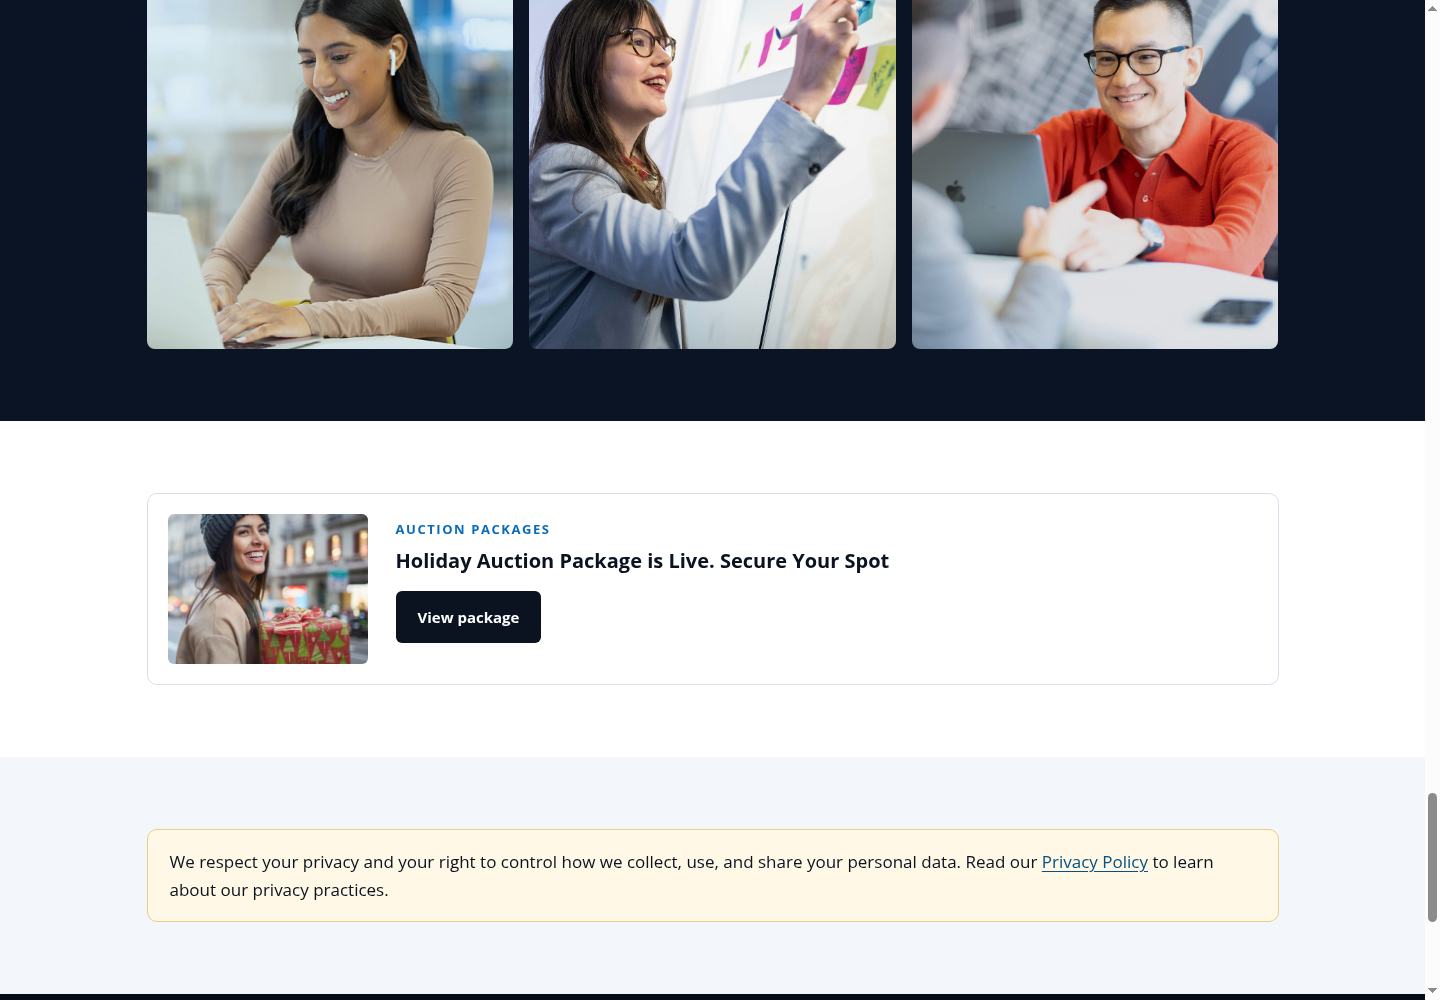 AUCTION PACKAGES
Holiday Auction Package is Live. Secure Your Spot
View package
We respect your privacy and your right to control how we collect, use, and share your personal data. Read our Privacy Policy to learn
about our privacy practices.